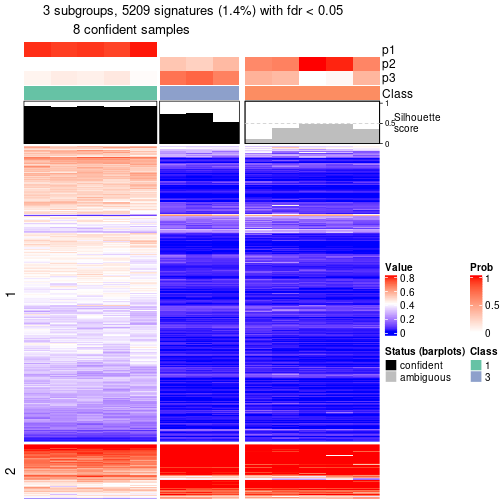 3 subgroups, 5209 signatures (1.4%) with fdr < 0.05
8 confident samples
p1
p2
p3
Class
1
0.5
0
Silhouette
score
1
2
Value
0.8
0.6
0.4
0.2
0
Prob
1
0.5
0
Status (barplots)
confident
ambiguous
Class
1
3